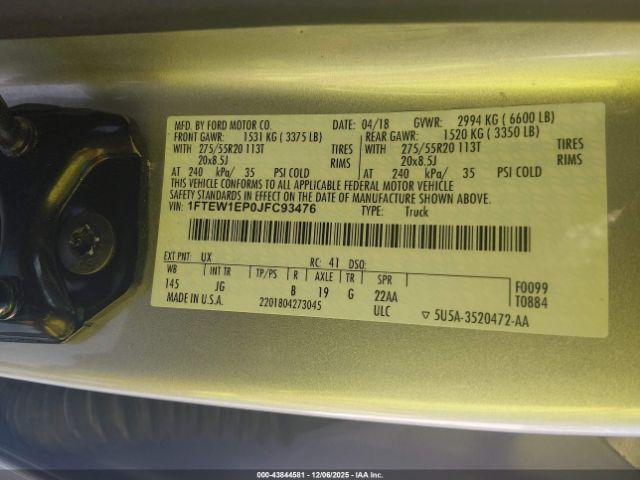 MFD. BY FORD MOTOR CO. DATE: 04/18 GVWR: 2994 KG ( 6600 LB)
FRONT GAWR: 1531 KG ( 3375 LB) REAR GAWR: 1520 KG ( 3350 LB)
WITH 275/55R20 113T TIRES WITH 275/55R20 113T TIRES
20x8.5J RIMS 20x8.5J RIMS
AT 240 kPa/ 35 PSI COLD AT 240 kPa/ 35 PSI COLD
THIS VEHICLE CONFORMS TO ALL APPLICABLE FEDERAL MOTOR VEHICLE
SAFETY STANDARDS IN EFFECT ON THE DATE OF MANUFACTURE SHOWN ABOVE.
VIN: 1FTEW1EP0JFC93476 TYPE: Truck
EXT PNT: UX RC: 41 DSO:
WB INT TR TP/PS R AXLE TR SPR F0099
145 JG B 19 G 22AA T0884
MADE IN U.S.A. 2201804273045 ULC ▽ 5U5A-3520472-AA
000-43844581 - 12/06/2025 - IAA Inc.